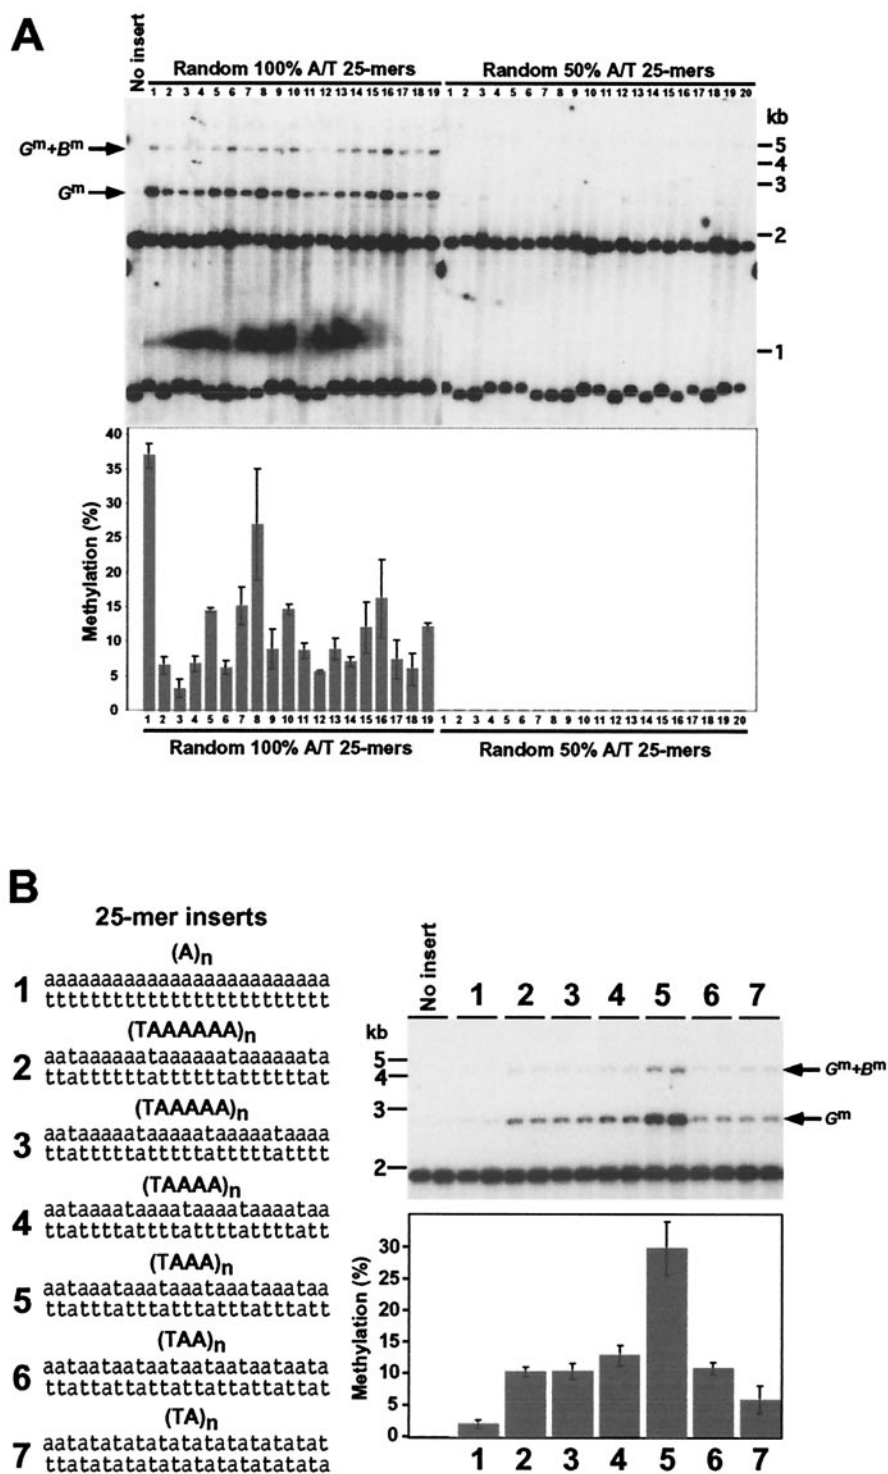 A
No insert
Random 100% A/T 25-mers
Random 50% A/T 25-mers
1 2 3 4 5 6 7 8 9 10 11 12 13 14 15 16 17 18 19
1 2 3 4 5 6 7 8 9 10 11 12 13 14 15 16 17 18 19 20
kb
Gm+Bm
5
4
Gm
3
2
1
Methylation (%)
40
35
30
25
20
15
10
5
0
1 2 3 4 5 6 7 8 9 10 11 12 13 14 15 16 17 18 19
1 2 3 4 5 6 7 8 9 10 11 12 13 14 15 16 17 18 19 20
Random 100% A/T 25-mers
Random 50% A/T 25-mers
B
25-mer inserts
(A)n
1
aaaaaaaaaaaaaaaaaaaaaaaaa
ttttttttttttttttttttttttt
(TAAAAAA)n
2
aataaaaaataaaaaataaaaaata
ttattttttattttttattttttat
(TAAAAA)n
3
aataaaaataaaaataaaaataaaa
ttatttttatttttatttttatttt
(TAAAA)n
4
aataaaataaaataaaataaaataa
ttattttattttattttattttatt
(TAAA)n
5
aataaataaataaataaataaataa
ttatttatttatttatttatttatt
(TAA)n
6
aataataataataataataataata
ttattattattattattattattat
(TA)n
7
aatatatatatatatatatatatat
ttatatatatatatatatatatata
No insert
1 2 3 4 5 6 7
kb
5
4
3
2
Gm+Bm
Gm
Methylation (%)
30
25
20
15
10
5
0
1 2 3 4 5 6 7